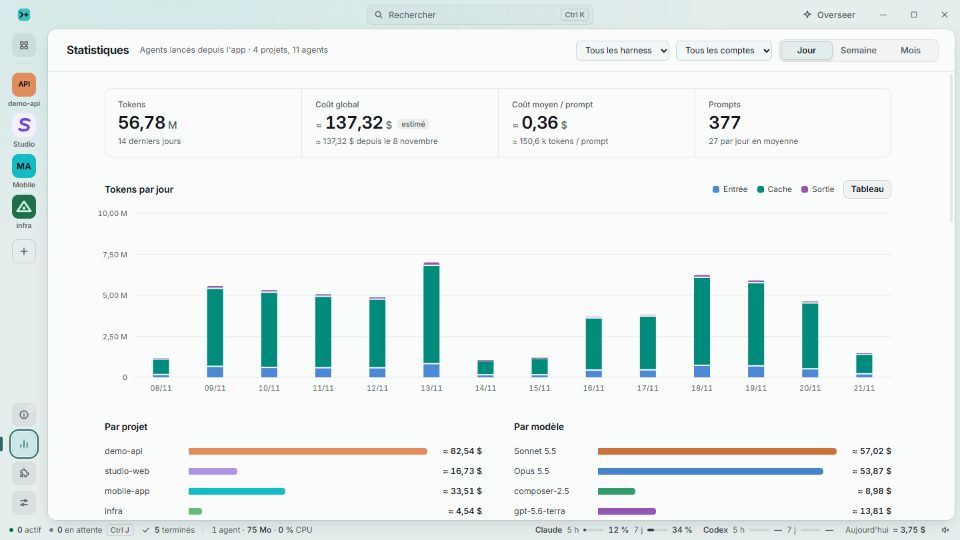 Rechercher Ctrl K Overseer
Statistiques Agents lancés depuis l'app · 4 projets, 11 agents Tous les harness Tous les comptes Jour Semaine Mois
API
demo-api
S
Studio
MA
Mobile
infra
Tokens
56,78 M
14 derniers jours
Coût global
≈ 137,32 $ estimé
≈ 137,32 $ depuis le 8 novembre
Coût moyen / prompt
≈ 0,36 $
≈ 150,6 k tokens / prompt
Prompts
377
27 par jour en moyenne
Tokens par jour Entrée Cache Sortie Tableau
10,00 M
7,50 M
5,00 M
2,50 M
0
08/11 09/11 10/11 11/11 12/11 13/11 14/11 15/11 16/11 17/11 18/11 19/11 20/11 21/11
Par projet
demo-api ≈ 82,54 $
studio-web ≈ 16,73 $
mobile-app ≈ 33,51 $
infra ≈ 4,54 $
Par modèle
Sonnet 5.5 ≈ 57,02 $
Opus 5.5 ≈ 53,87 $
composer-2.5 ≈ 8,98 $
gpt-5.6-terra ≈ 13,81 $
0 actif 0 en attente Ctrl J 5 terminés 1 agent · 75 Mo · 0 % CPU Claude 5 h 12 % 7 j 34 % Codex 5 h — 7 j — Aujourd'hui ≈ 3,75 $